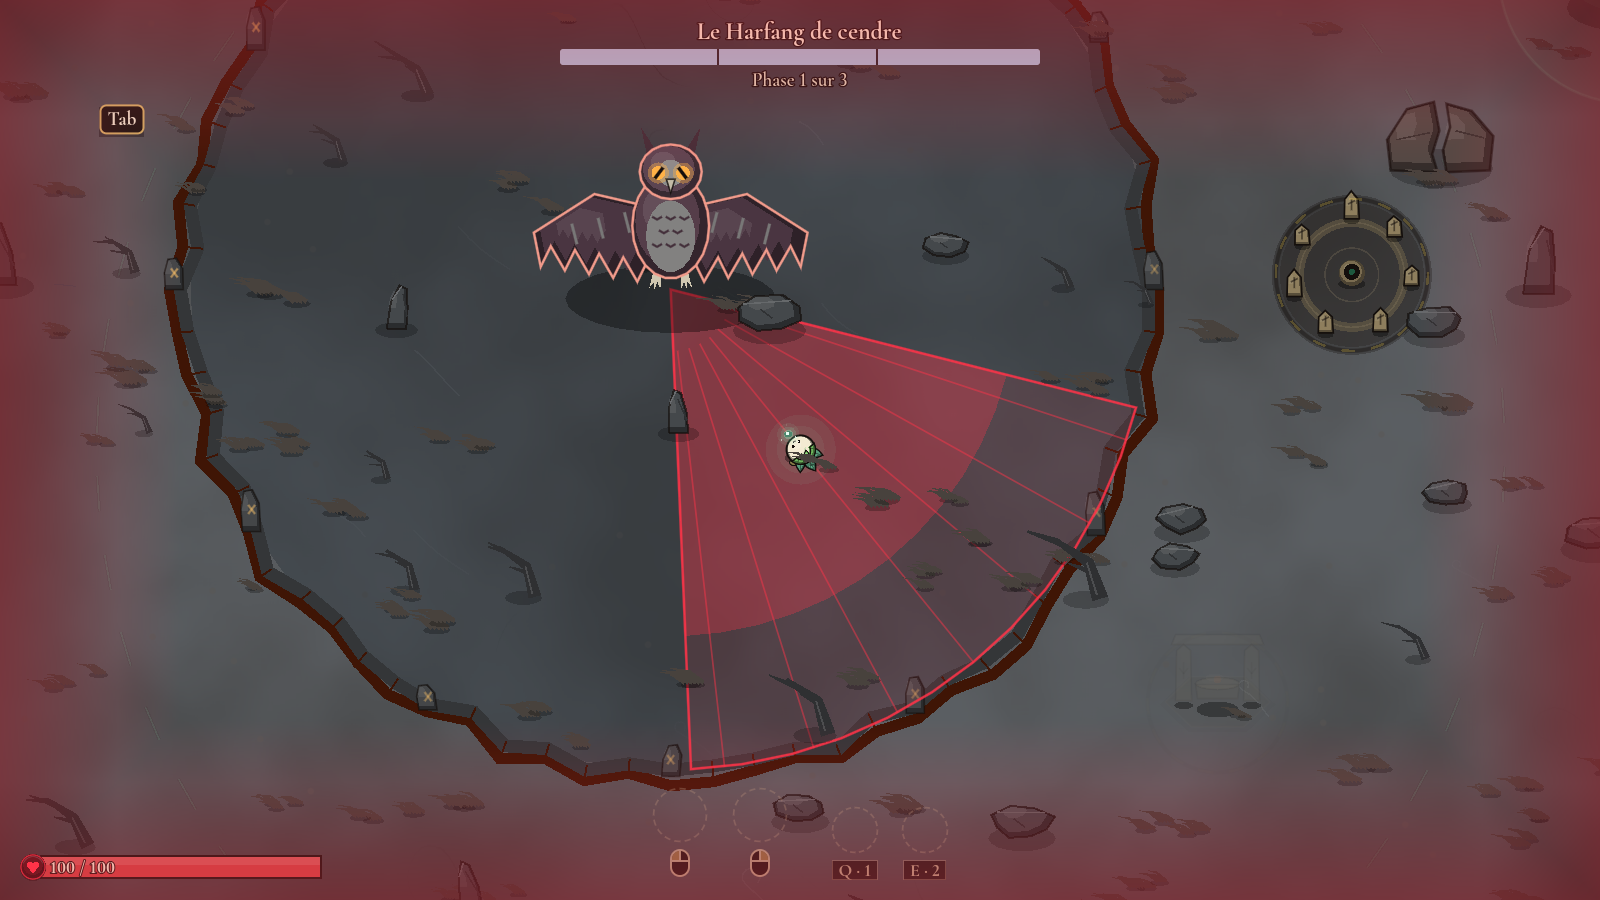 Le Harfang de cendre
Phase 1 sur 3
Tab
100 / 100
Q · 1
E · 2